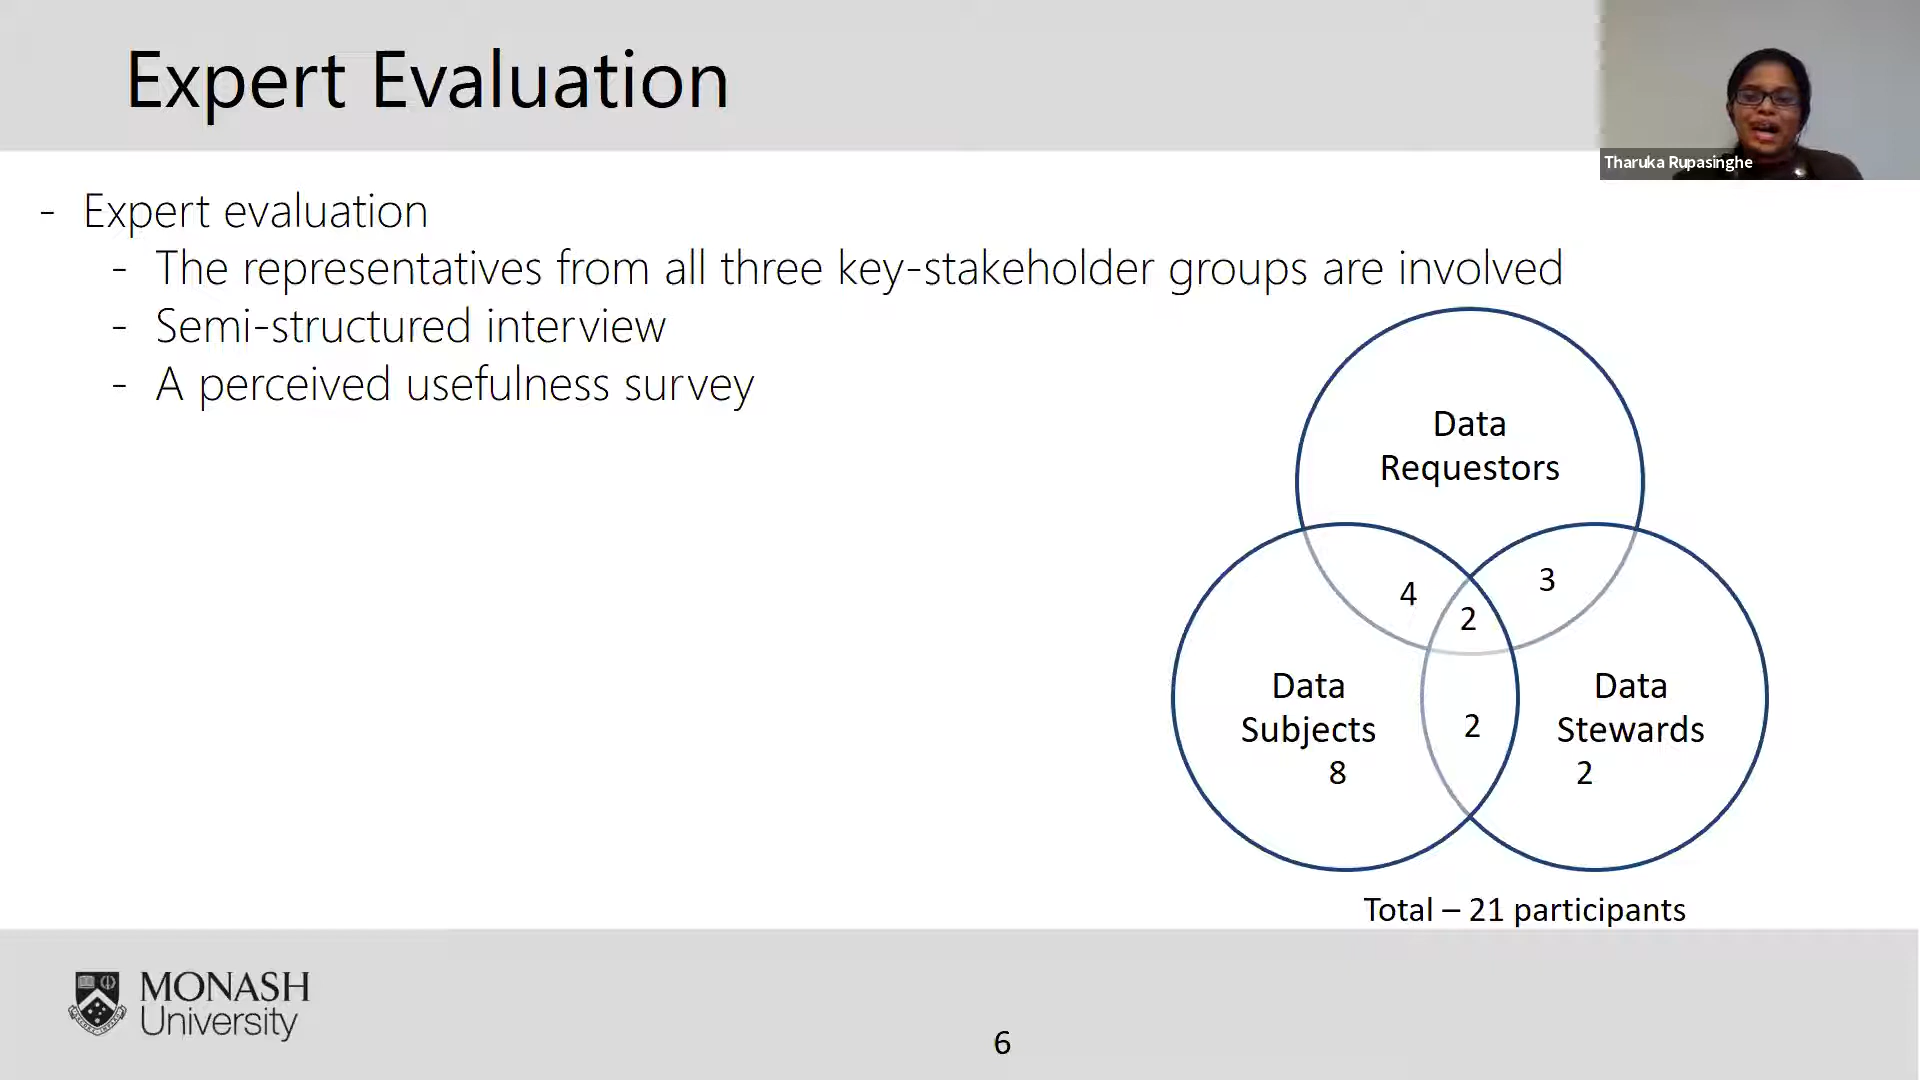 Expert Evaluation
Tharuka Rupasinghe
- Expert evaluation
- The representatives from all three key-stakeholder groups are involved
- Semi-structured interview
- A perceived usefulness survey
Data
Requestors
4
3
2
Data
Subjects
8
2
Data
Stewards
2
Total – 21 participants
MONASH
University
6